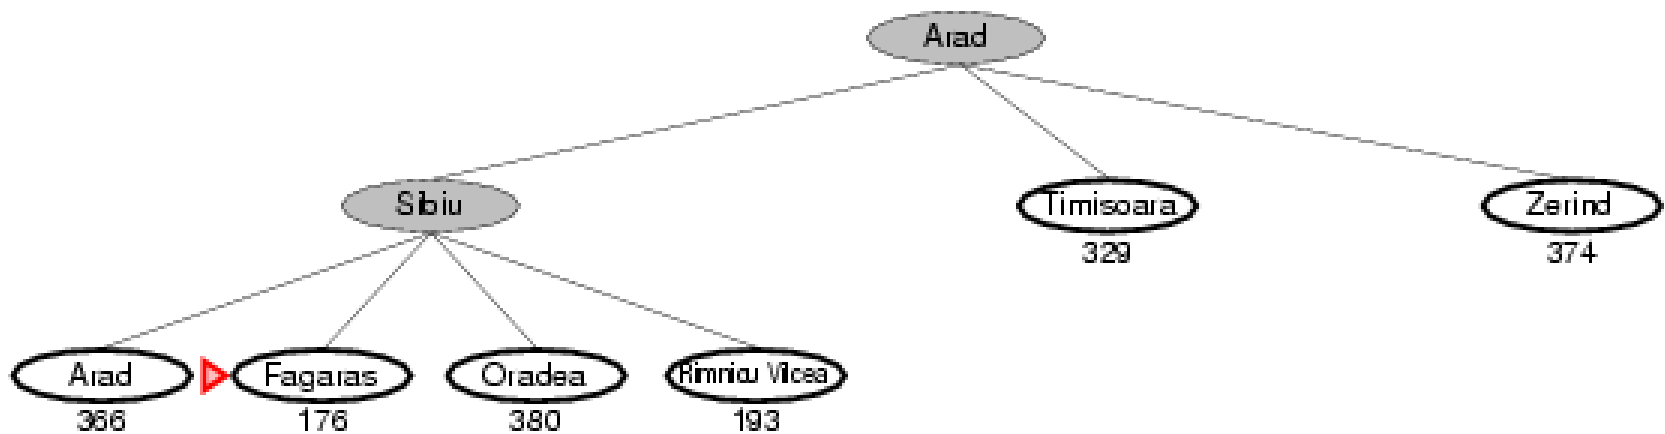 Arad
Sibiu
Timisoara
Zerind
329
374
Arad
Fagaras
Oradea
Rimnicu Vilcea
366
176
380
193